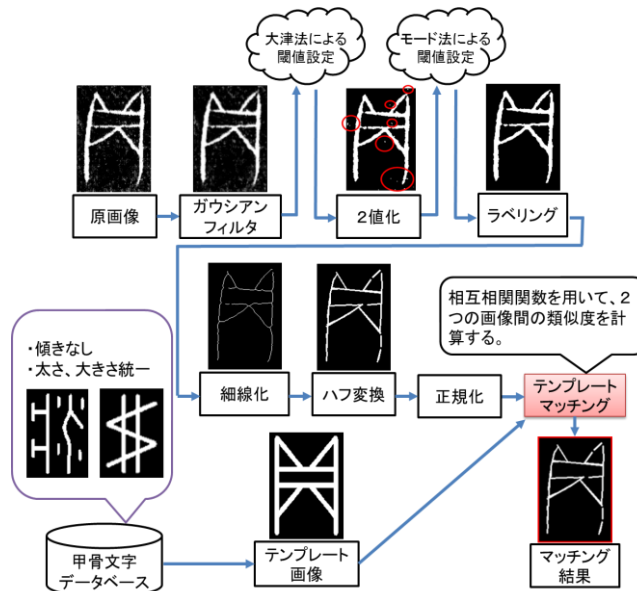 大津法による
閾値設定
モード法による
閾値設定
原画像
ガウシアン
フィルタ
2値化
ラベリング
相互相関関数を用いて、2
つの画像間の類似度を計
算する。
・傾きなし
・太さ、大きさ統一
細線化
ハフ変換
正規化
テンプレート
マッチング
甲骨文字
データベース
テンプレート
画像
マッチング
結果